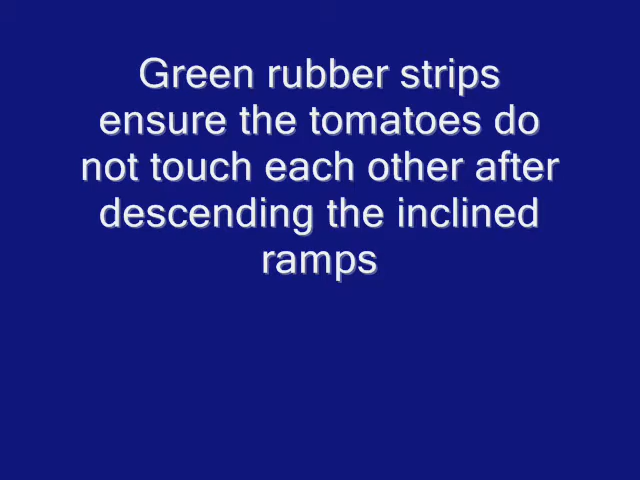 Green rubber strips
ensure the tomatoes do
not touch each other after
descending the inclined
ramps